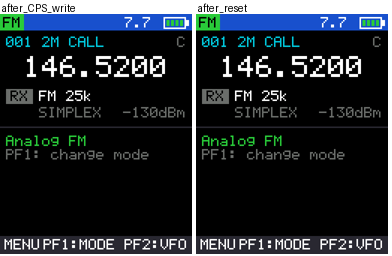 after_CPS_write
FM 7.7
001 2M CALL C
146.5200
RX FM 25k
SIMPLEX -130dBm
Analog FM
PF1: change mode
MENU PF1:MODE PF2:VFO
after_reset
FM 7.7
001 2M CALL C
146.5200
RX FM 25k
SIMPLEX -130dBm
Analog FM
PF1: change mode
MENU PF1:MODE PF2:VFO